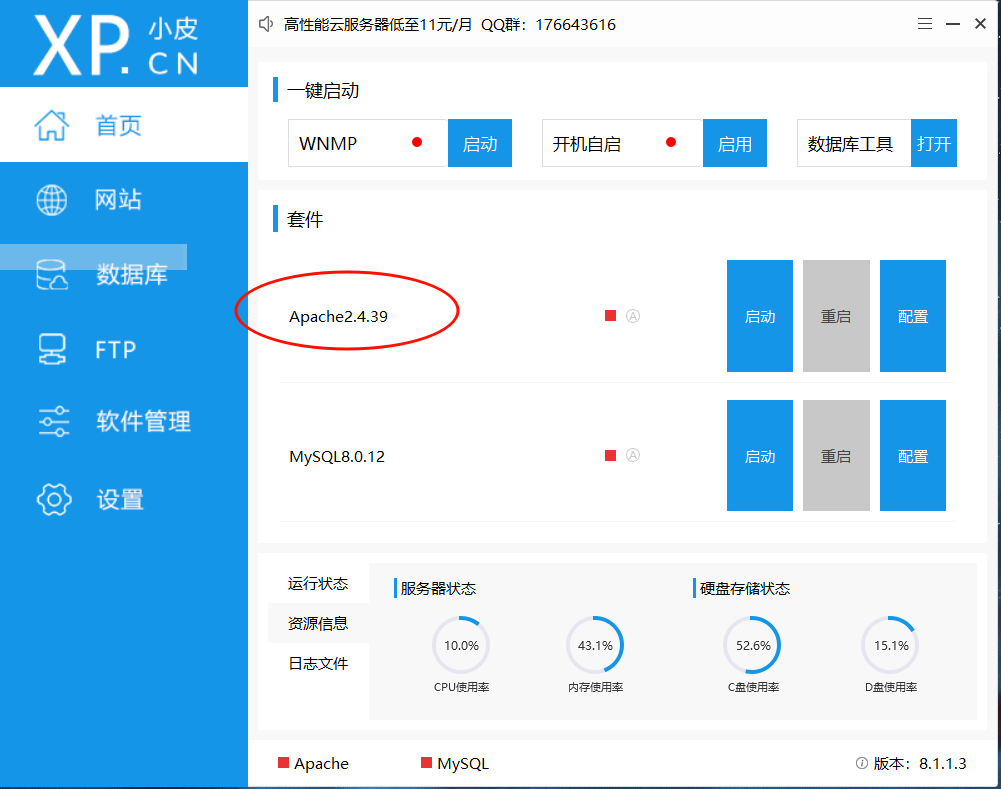 XP.CN 小皮
高性能云服务器低至11元/月 QQ群：176643616
首页
网站
数据库
FTP
软件管理
设置
一键启动
WNMP 启动 开机自启 启用 数据库工具 打开
套件
Apache2.4.39 A 启动 重启 配置
MySQL8.0.12 A 启动 重启 配置
运行状态
资源信息
日志文件
服务器状态 硬盘存储状态
10.0% 43.1% 52.6% 15.1%
CPU使用率 内存使用率 C盘使用率 D盘使用率
Apache MySQL 版本：8.1.1.3